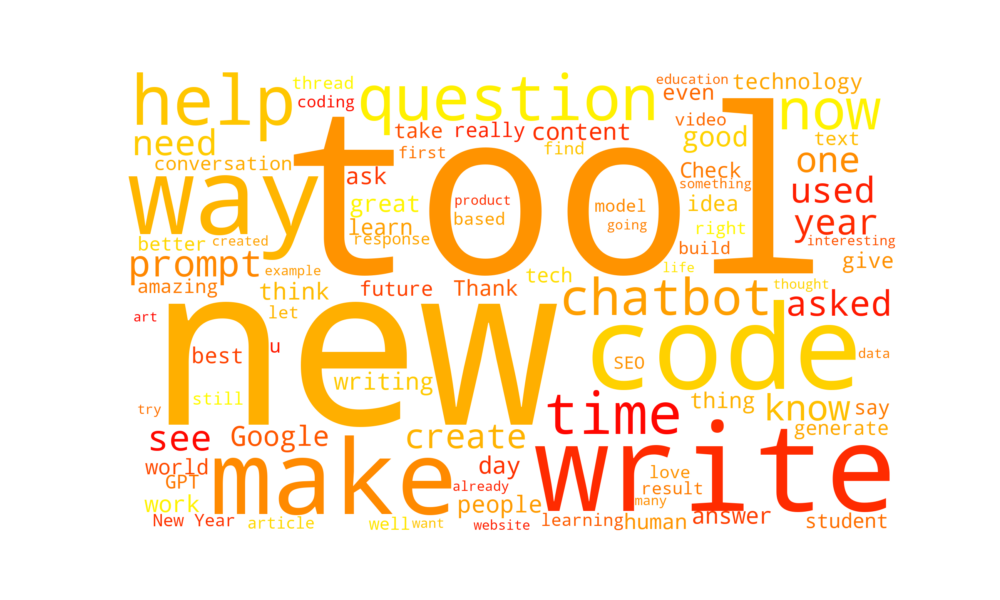 help
thread
coding
question
education
even
technology
now
need
take
really
content
video
good
text
conversation
tool
first
find
Check
one
way
ask
something
used
great
product
model
idea
learn
based
going
right
year
better
created
response
build
interesting
prompt
example
tech
life
give
amazing
think
future
Thank
chatbot
thought
asked
art
let
new
code
best
u
SEO
data
writing
still
thing
know
say
try
time
see
Google
create
generate
world
make
day
write
love
GPT
already
result
work
people
many
New Year
article
well
want
website
learning
human
answer
student